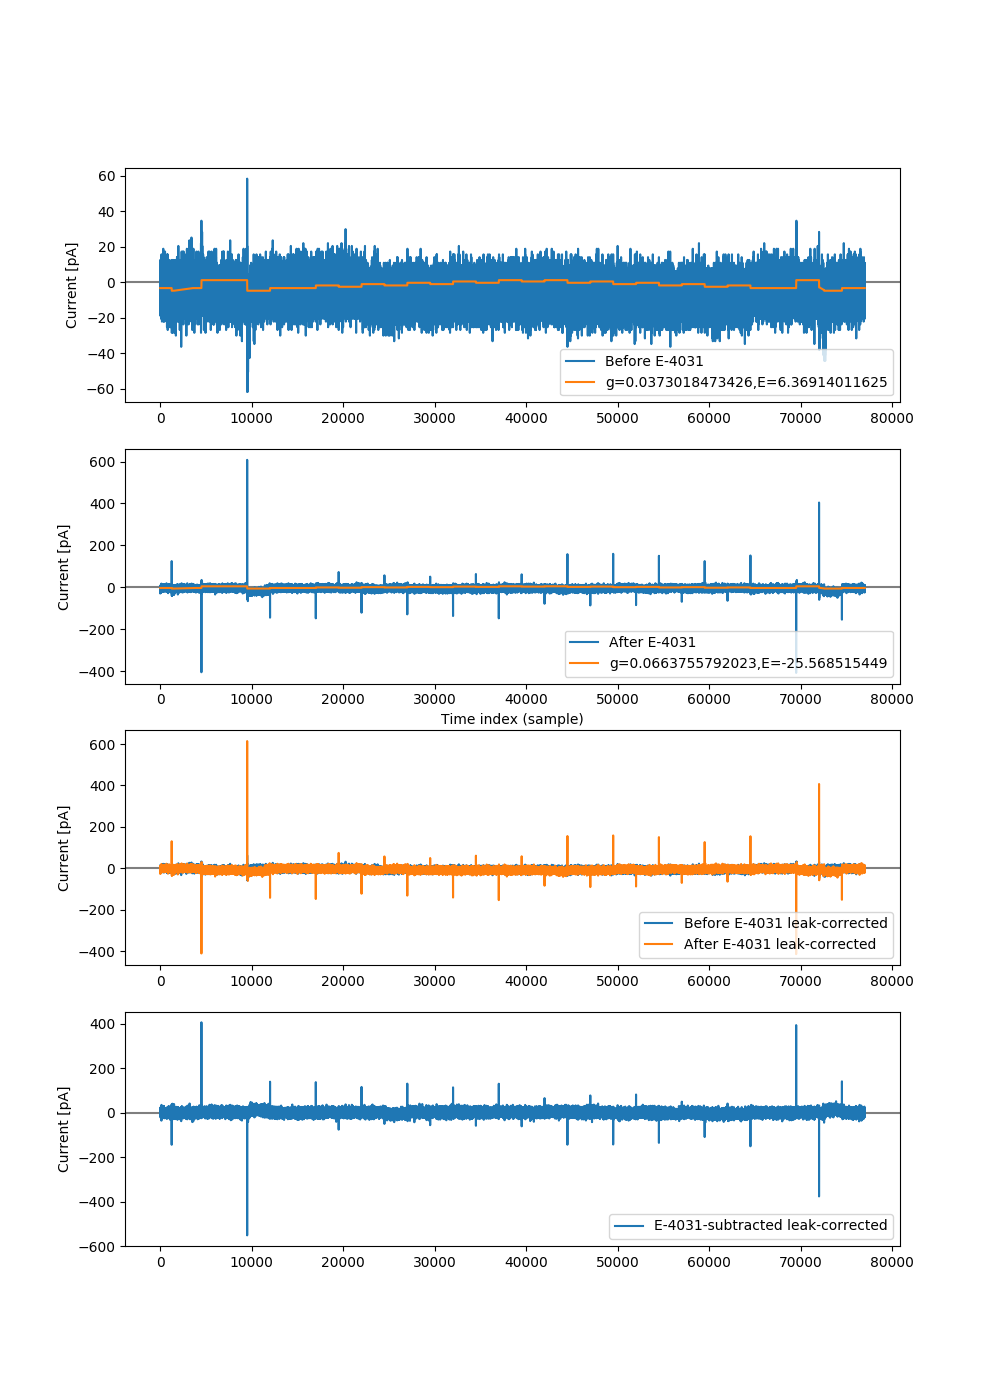 60
40
20
0
−20
−40
−60
Current [pA]
Before E-4031
g=0.0373018473426,E=6.36914011625
0 10000 20000 30000 40000 50000 60000 70000 80000
600
400
200
0
−200
−400
Current [pA]
After E-4031
g=0.0663755792023,E=-25.568515449
0 10000 20000 30000 40000 50000 60000 70000 80000
Time index (sample)
600
400
200
0
−200
−400
Current [pA]
Before E-4031 leak-corrected
After E-4031 leak-corrected
0 10000 20000 30000 40000 50000 60000 70000 80000
400
200
0
−200
−400
−600
Current [pA]
E-4031-subtracted leak-corrected
0 10000 20000 30000 40000 50000 60000 70000 80000